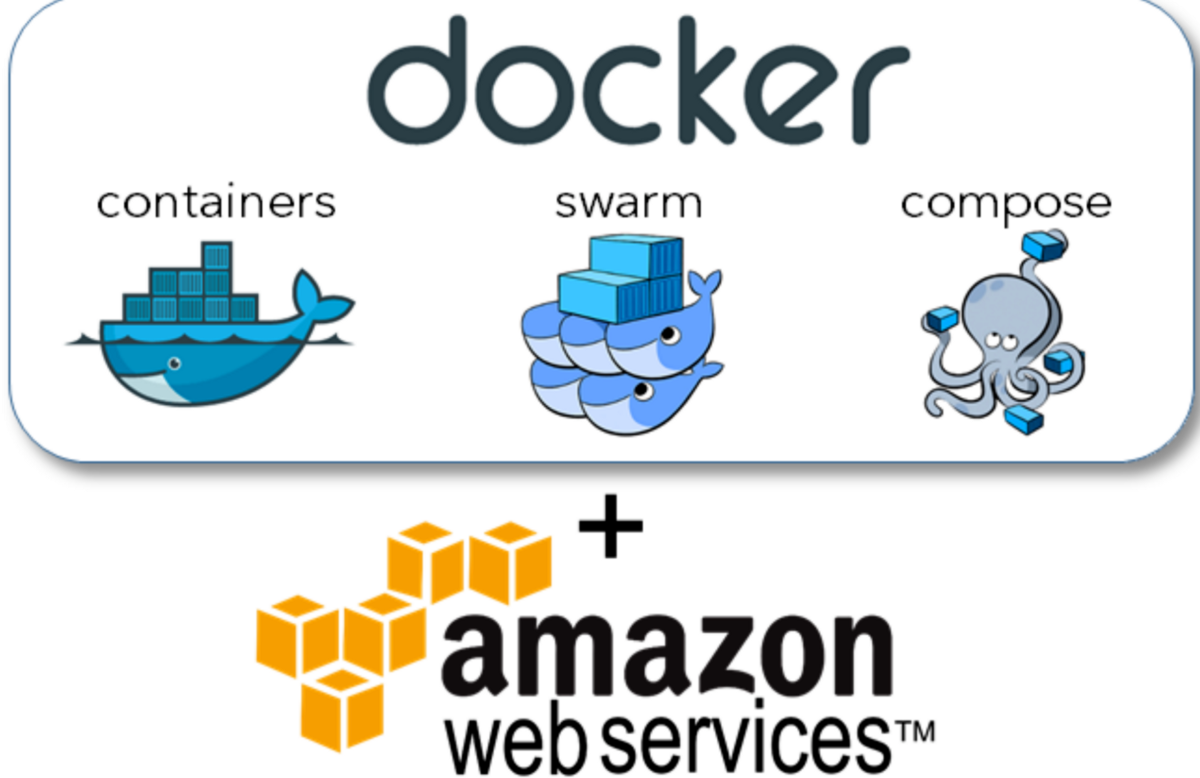 docker
containers swarm compose
+
amazon
web services™